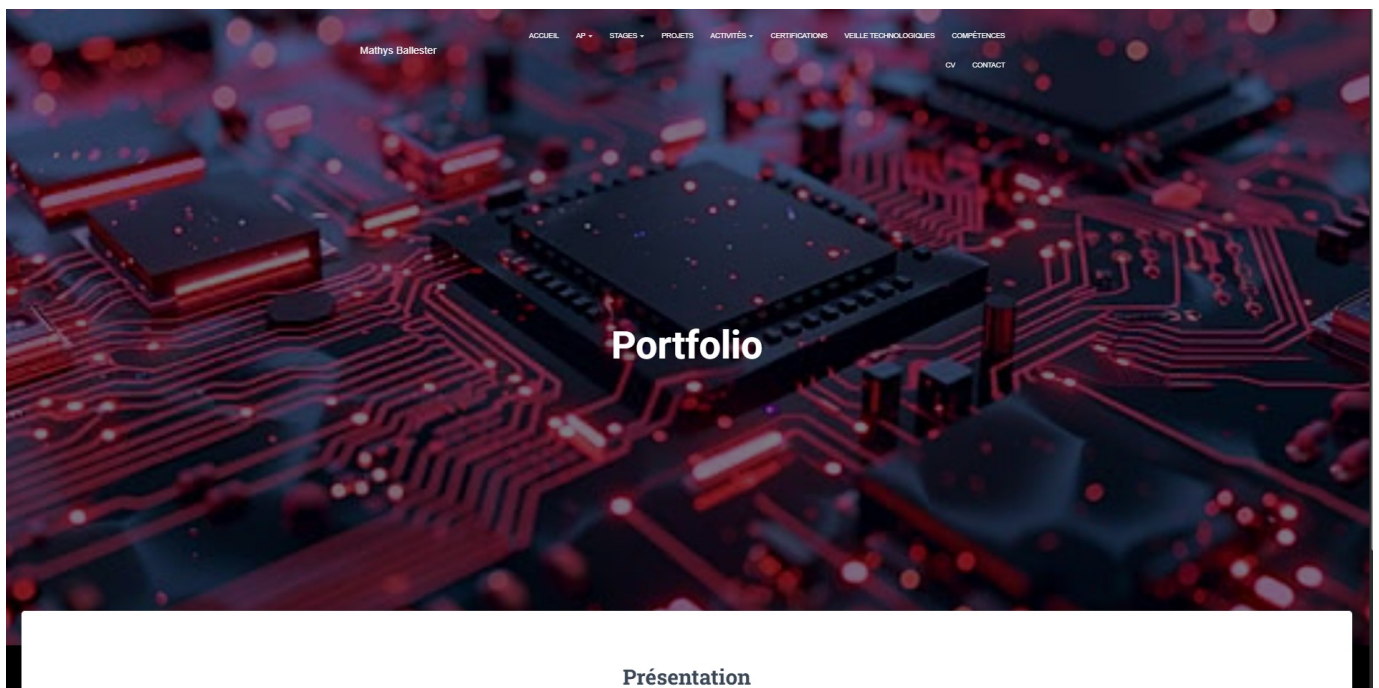 Mathys Ballester
ACCUEIL AP STAGES PROJETS ACTIVITÉS CERTIFICATIONS VEILLE TECHNOLOGIQUES COMPÉTENCES
CV CONTACT
Portfolio
Présentation